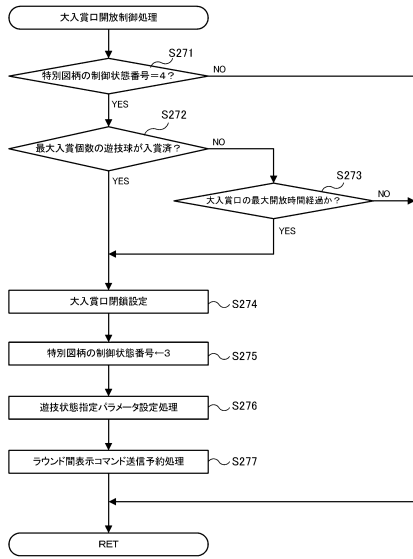 大入賞口開放制御処理
S271
特別図柄の制御状態番号=4?
NO
YES
S272
最大入賞個数の遊技球が入賞済?
NO
YES
S273
大入賞口の最大開放時間経過か?
NO
YES
大入賞口閉鎖設定
S274
特別図柄の制御状態番号←3
S275
遊技状態指定パラメータ設定処理
S276
ラウンド間表示コマンド送信予約処理
S277
RET